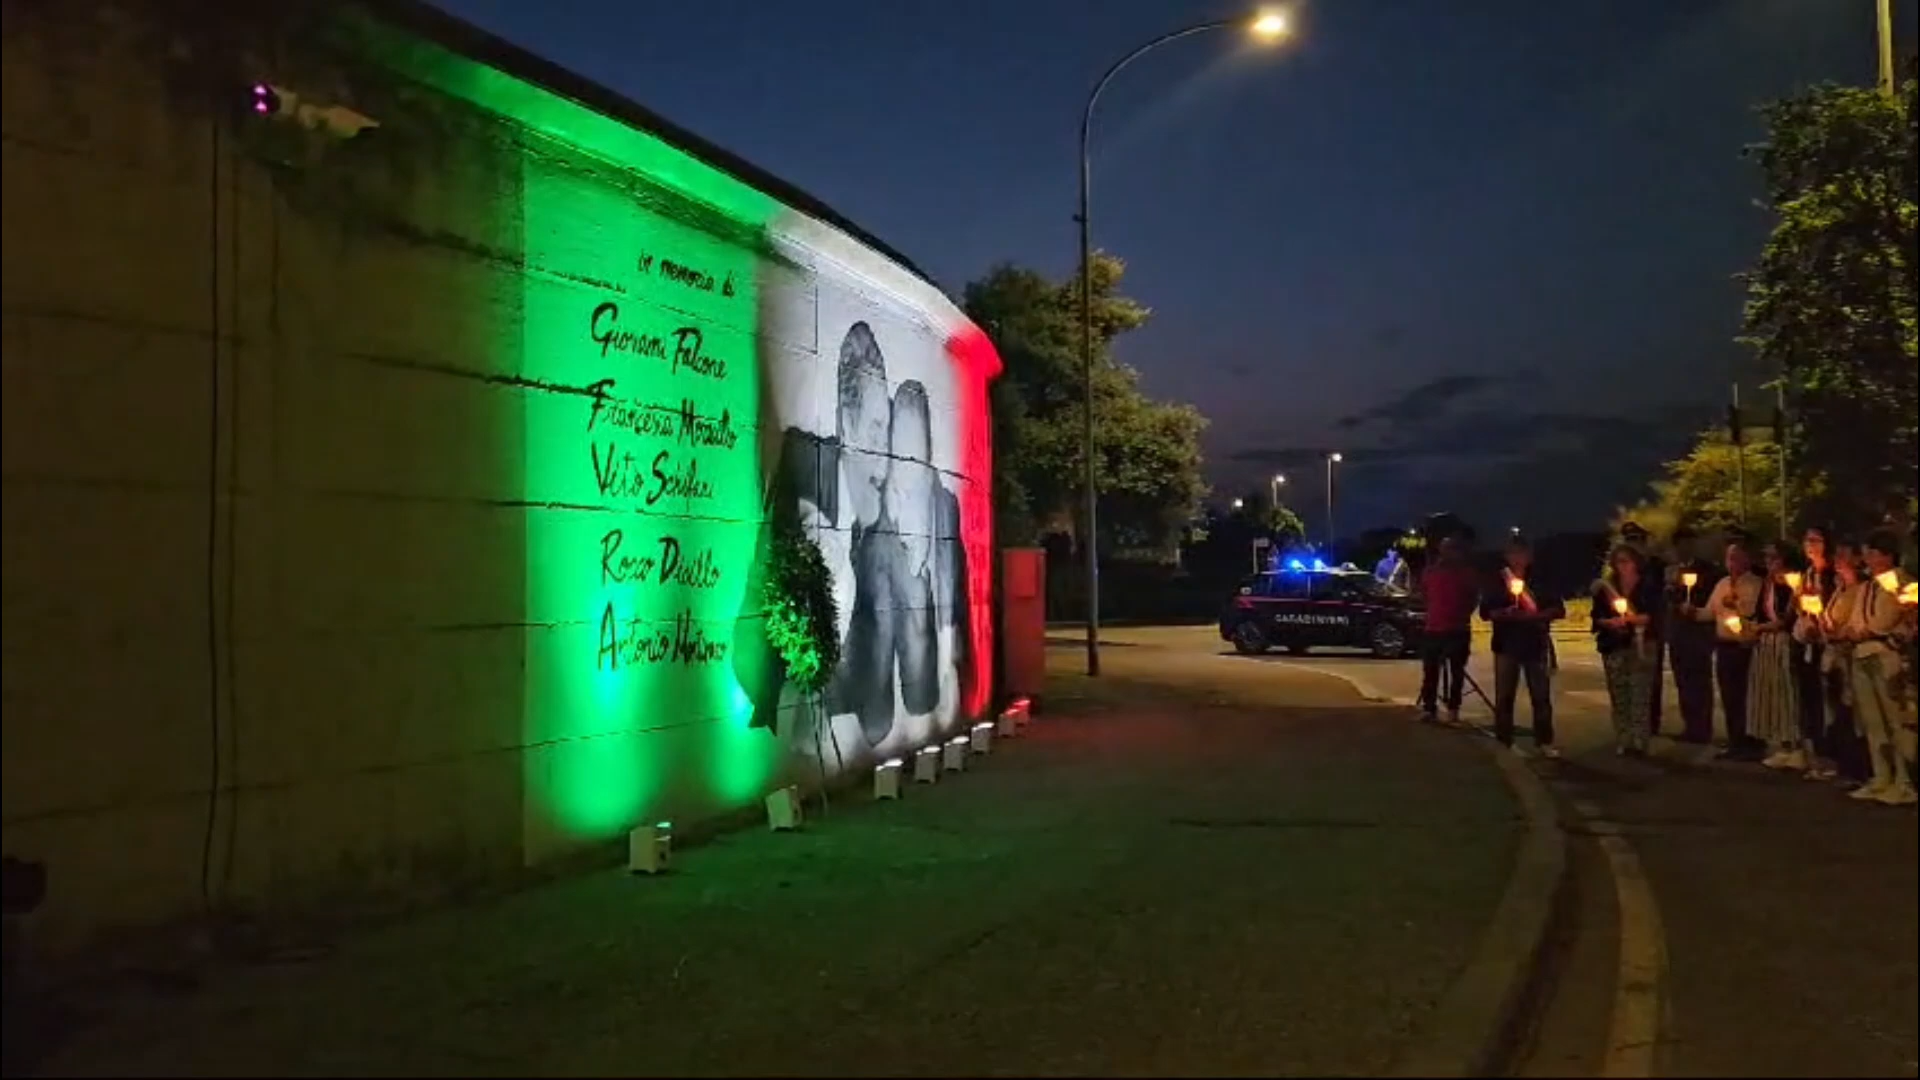 in memoria di
Giovanni Falcone
Francesca Morvillo
Vito Schifani
Rocco Dicillo
Antonio Montinaro
CARABINIERI